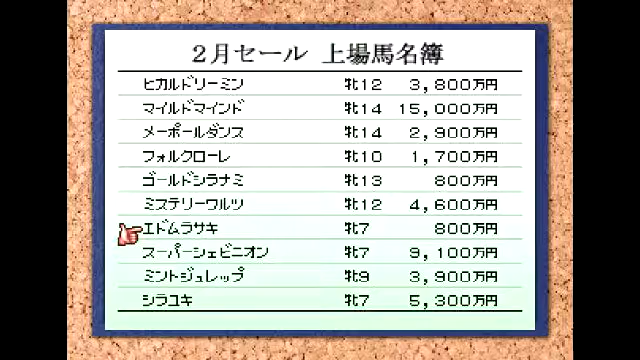 2月セール 上場馬名簿
ヒカルドリーミン 牝12 3,800万円
マイルドマインド 牝14 15,000万円
メーポールダンス 牝14 2,900万円
フォルクローレ 牝10 1,700万円
ゴールドシラナミ 牝13 800万円
ミステリーワルツ 牝12 4,600万円
エドムラサキ 牝7 800万円
スーパーシェビニオン 牝7 9,100万円
ミントジュレップ 牝9 3,900万円
シラユキ 牝7 5,300万円